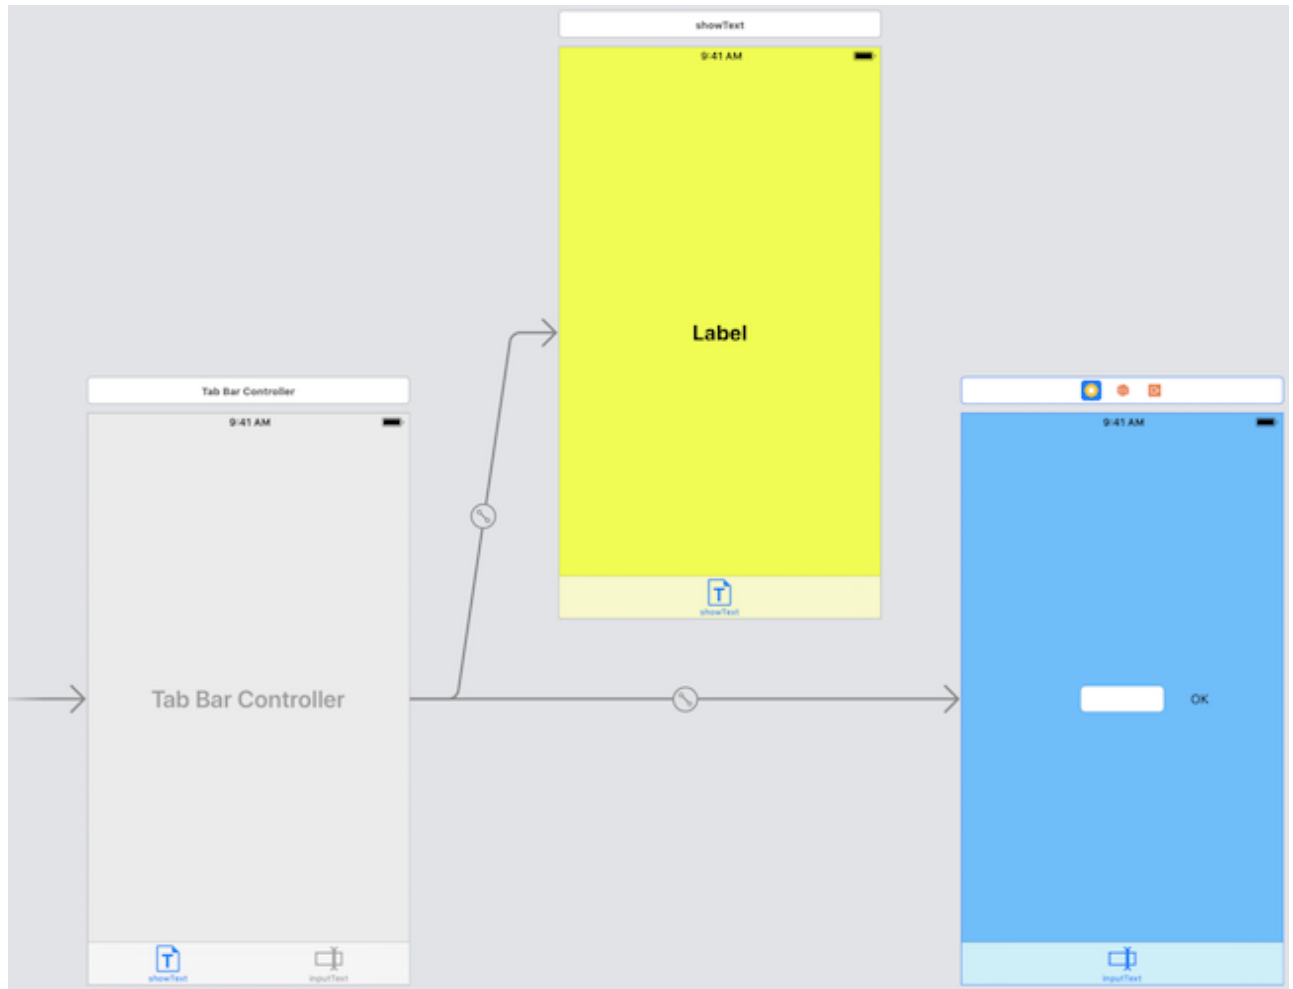 showText
9:41 AM
Label
T
showText
Tab Bar Controller
9:41 AM
Tab Bar Controller
T
showText
inputText
9:41 AM
OK
inputText